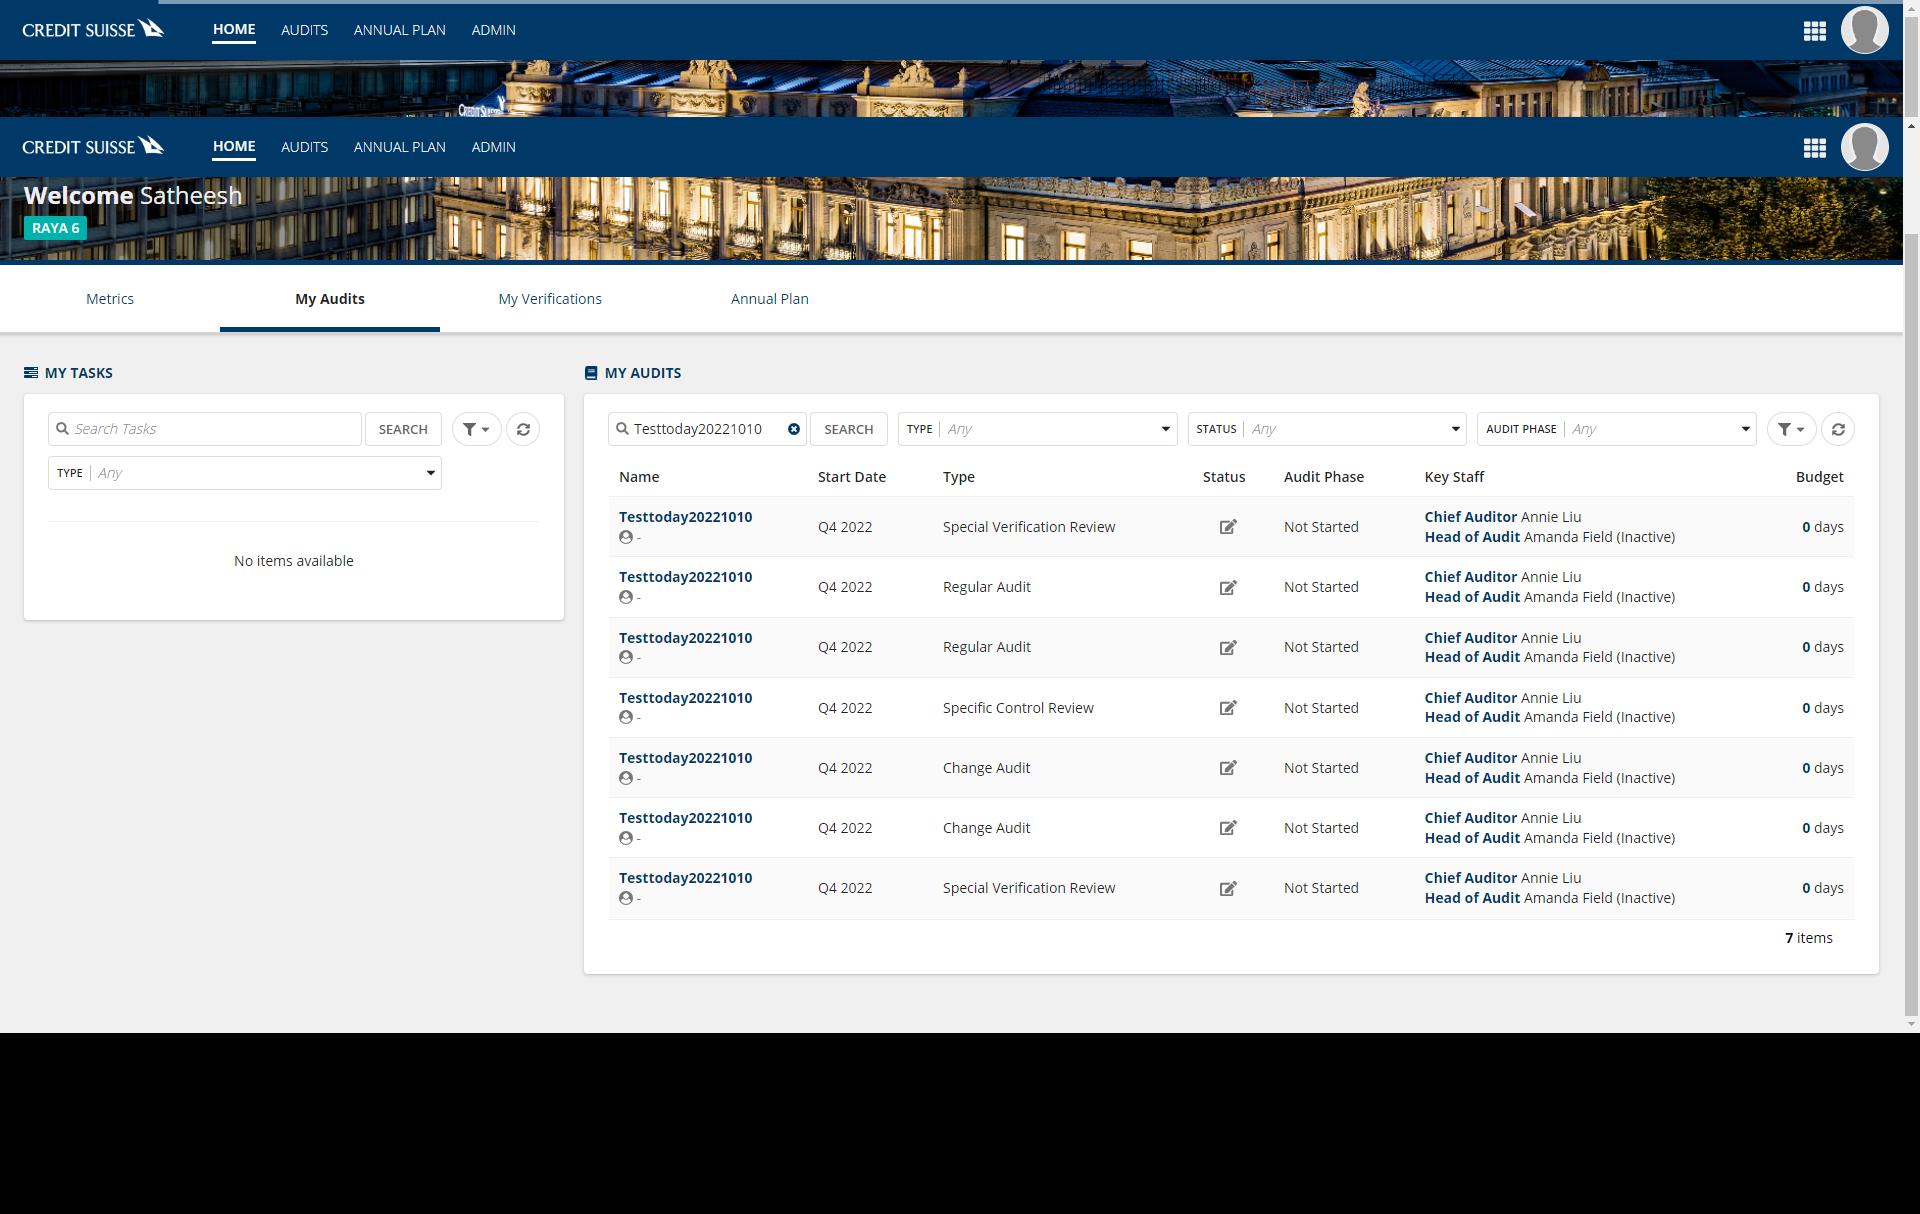 CREDIT SUISSE HOME AUDITS ANNUAL PLAN ADMIN
CREDIT SUISSE
CREDIT SUISSE HOME AUDITS ANNUAL PLAN ADMIN
Welcome Satheesh
RAYA 6
Metrics My Audits My Verifications Annual Plan
MY TASKS
Search Tasks SEARCH
TYPE Any
No items available
MY AUDITS
Testtoday20221010 SEARCH TYPE Any STATUS Any AUDIT PHASE Any
Name Start Date Type Status Audit Phase Key Staff Budget
Testtoday20221010 Q4 2022 Special Verification Review Not Started Chief Auditor Annie Liu 0 days
- Head of Audit Amanda Field (Inactive)
Testtoday20221010 Q4 2022 Regular Audit Not Started Chief Auditor Annie Liu 0 days
- Head of Audit Amanda Field (Inactive)
Testtoday20221010 Q4 2022 Regular Audit Not Started Chief Auditor Annie Liu 0 days
- Head of Audit Amanda Field (Inactive)
Testtoday20221010 Q4 2022 Specific Control Review Not Started Chief Auditor Annie Liu 0 days
- Head of Audit Amanda Field (Inactive)
Testtoday20221010 Q4 2022 Change Audit Not Started Chief Auditor Annie Liu 0 days
- Head of Audit Amanda Field (Inactive)
Testtoday20221010 Q4 2022 Change Audit Not Started Chief Auditor Annie Liu 0 days
- Head of Audit Amanda Field (Inactive)
Testtoday20221010 Q4 2022 Special Verification Review Not Started Chief Auditor Annie Liu 0 days
- Head of Audit Amanda Field (Inactive)
7 items